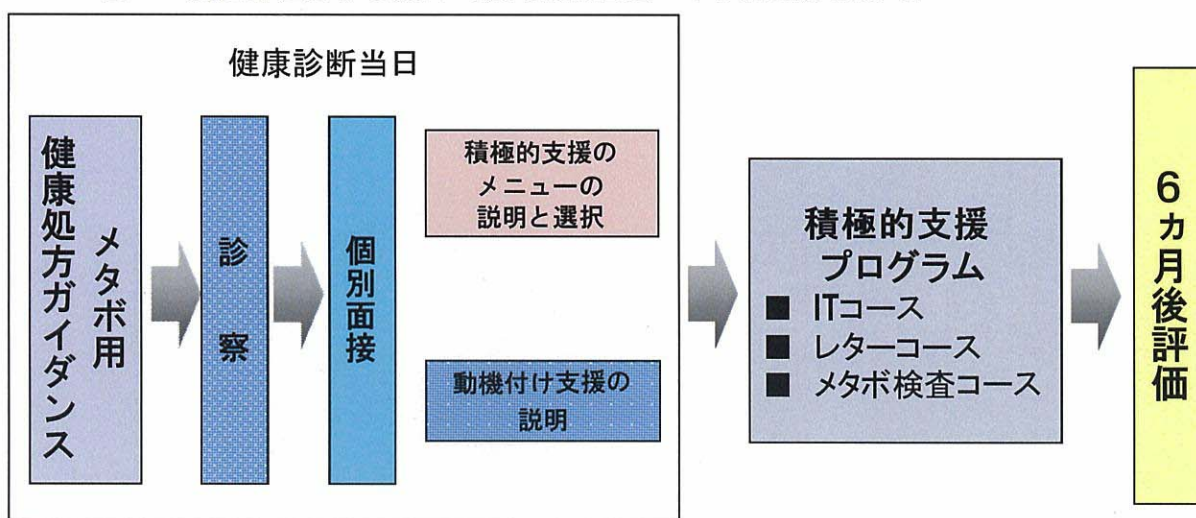 健康診断当日
メタボ用
健康処方ガイダンス
診察
個別面接
積極的支援の
メニューの
説明と選択
動機付け支援の
説明
積極的支援
プログラム
■ ITコース
■ レターコース
■ メタボ検査コース
6カ月後評価